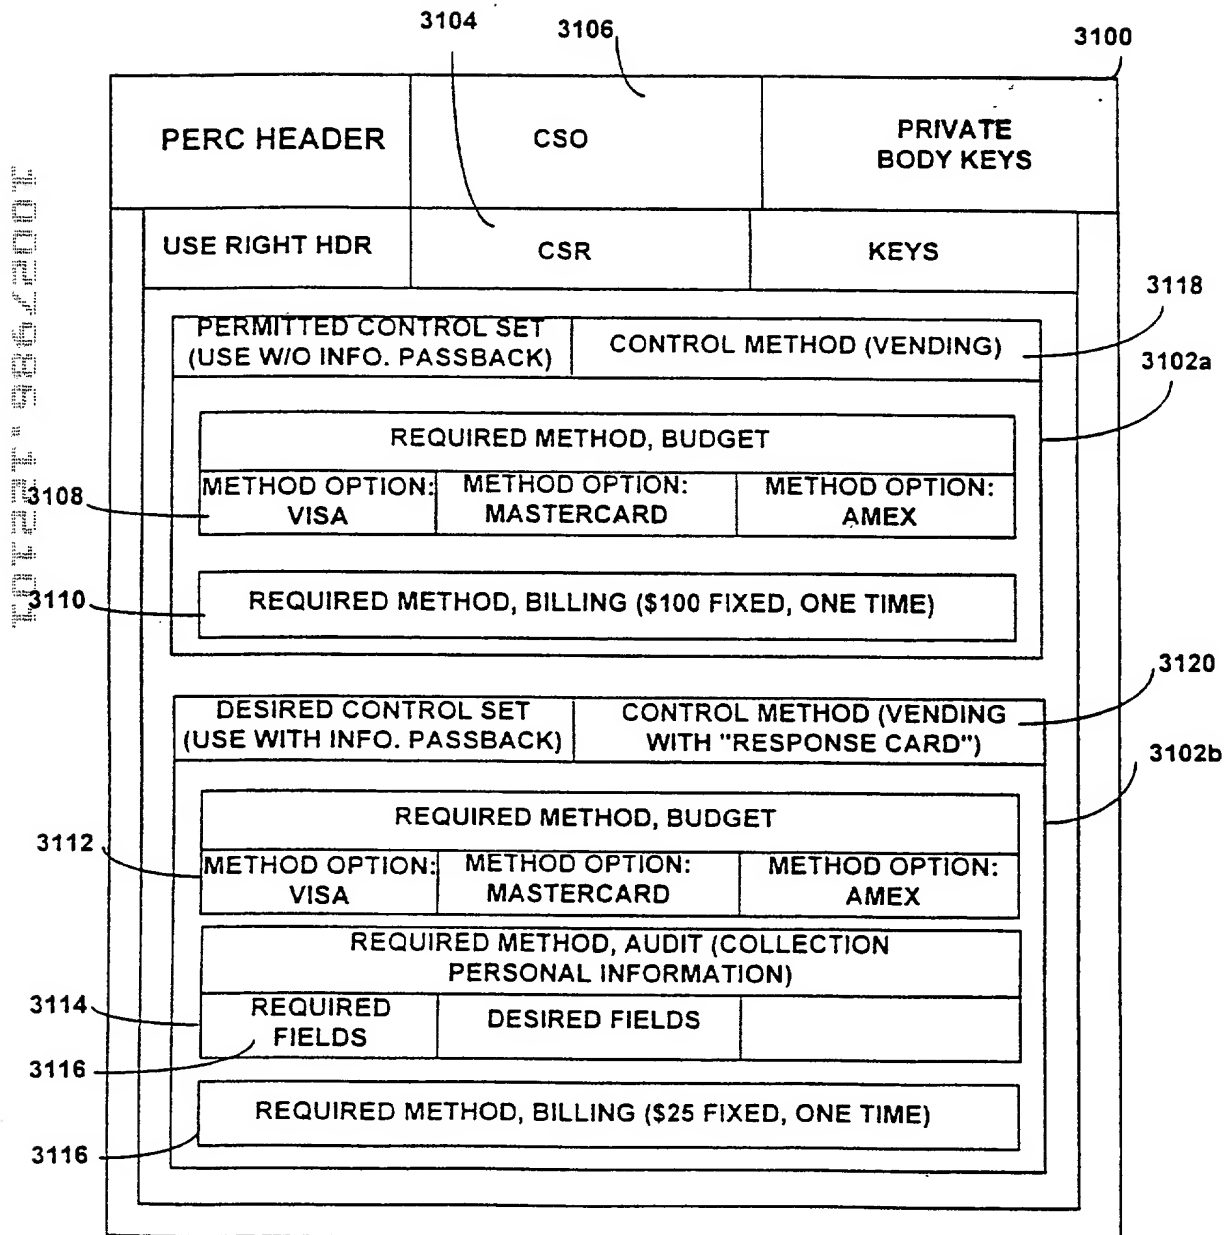 3104
3106
3100
PERC HEADER
CSO
PRIVATE
BODY KEYS
USE RIGHT HDR
CSR
KEYS
3118
PERMITTED CONTROL SET
(USE W/O INFO. PASSBACK)
CONTROL METHOD (VENDING)
3102a
REQUIRED METHOD, BUDGET
METHOD OPTION:
VISA
METHOD OPTION:
MASTERCARD
METHOD OPTION:
AMEX
3108
3110
REQUIRED METHOD, BILLING ($100 FIXED, ONE TIME)
3120
DESIRED CONTROL SET
(USE WITH INFO. PASSBACK)
CONTROL METHOD (VENDING
WITH "RESPONSE CARD")
3102b
REQUIRED METHOD, BUDGET
3112
METHOD OPTION:
VISA
METHOD OPTION:
MASTERCARD
METHOD OPTION:
AMEX
REQUIRED METHOD, AUDIT (COLLECTION
PERSONAL INFORMATION)
3114
REQUIRED
FIELDS
DESIRED FIELDS
3116
REQUIRED METHOD, BILLING ($25 FIXED, ONE TIME)
3116